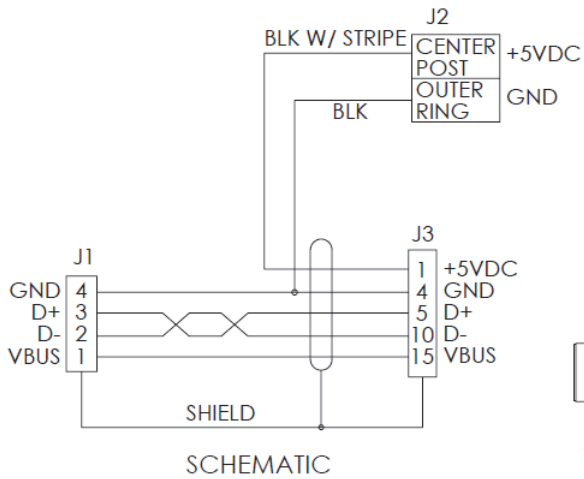 J2
BLK W/ STRIPE
CENTER
POST
+5VDC
OUTER
RING
GND
BLK
J1
J3
1 +5VDC
GND 4
4 GND
D+ 3
5 D+
D- 2
10 D-
VBUS 1
15 VBUS
SHIELD
SCHEMATIC